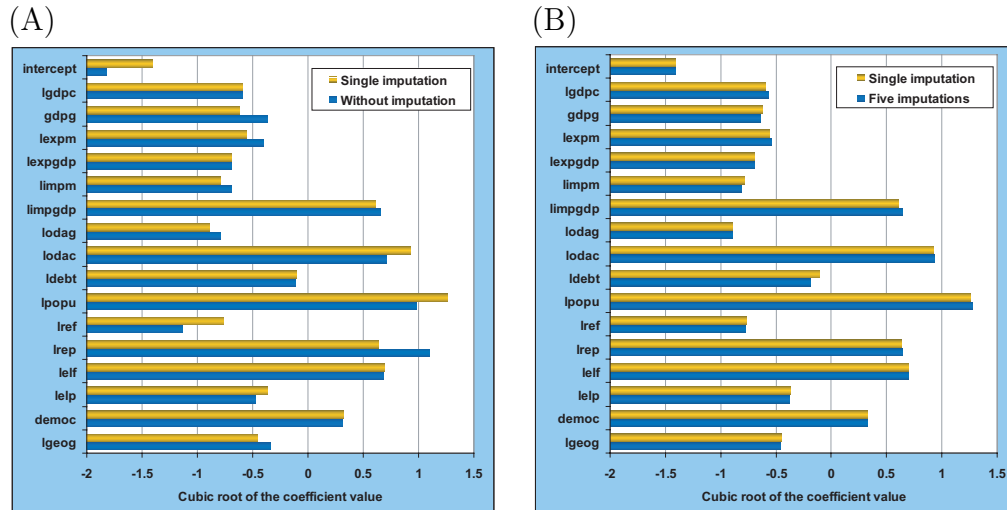 (A)
intercept
lgdpc
gdpg
lexpm
lexpgdp
limpm
limpgdp
lodag
lodac
ldebt
lpopu
lref
lrep
lelf
lelp
democ
lgeog
Single imputation
Without imputation
-2 -1.5 -1 -0.5 0 0.5 1 1.5
Cubic root of the coefficient value
(B)
intercept
lgdpc
gdpg
lexpm
lexpgdp
limpm
limpgdp
lodag
lodac
ldebt
lpopu
lref
lrep
lelf
lelp
democ
lgeog
Single imputation
Five imputations
-2 -1.5 -1 -0.5 0 0.5 1 1.5
Cubic root of the coefficient value